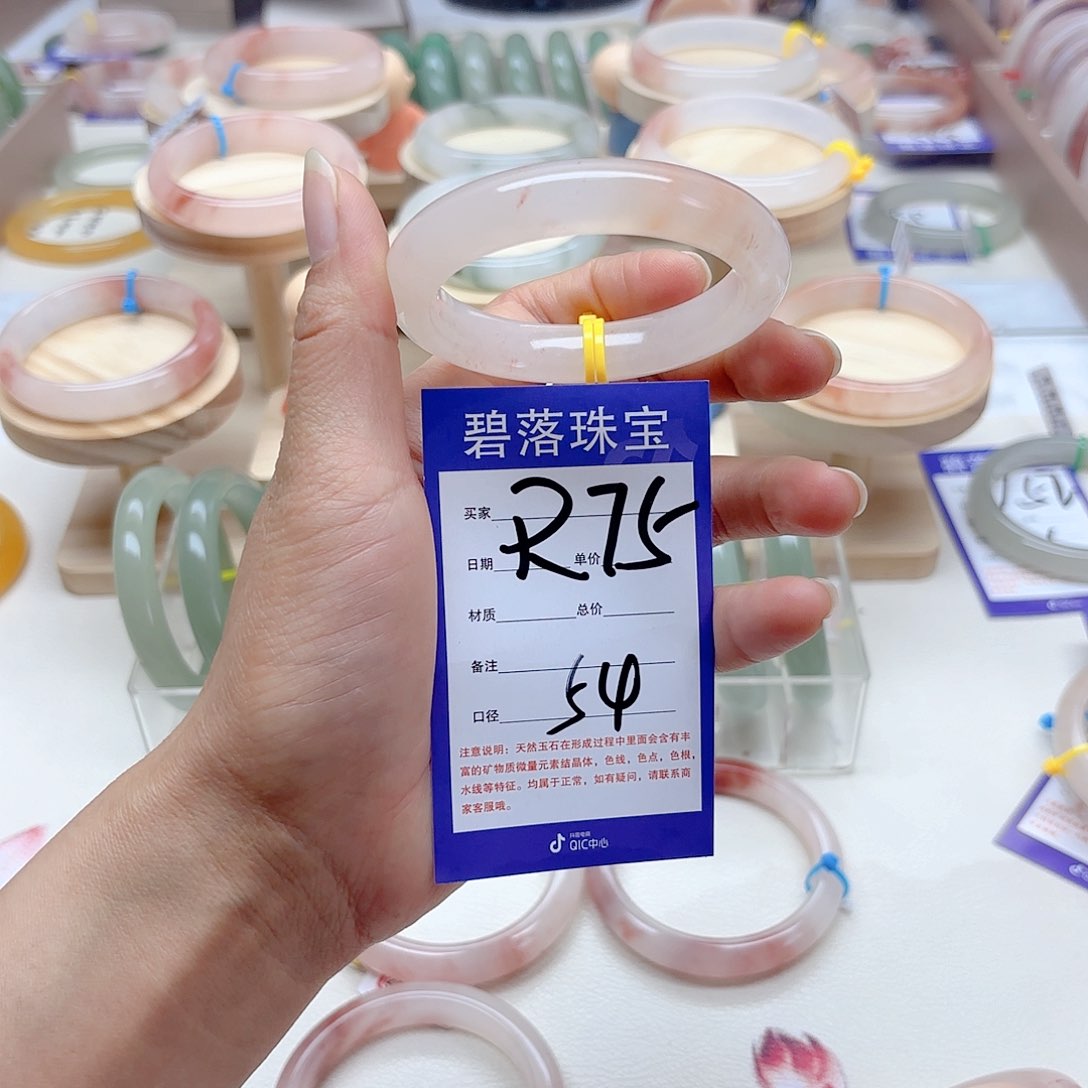 碧落珠宝
买家
R75
日期 单价
材质 总价
备注
54
口径
注意说明：天然玉石在形成过程中里面会含有丰
富的矿物质微量元素结晶体，色线，色点，色根，
水线等特征。均属于正常，如有疑问，请联系商
家客服哦。
抖音电商
QIC中心